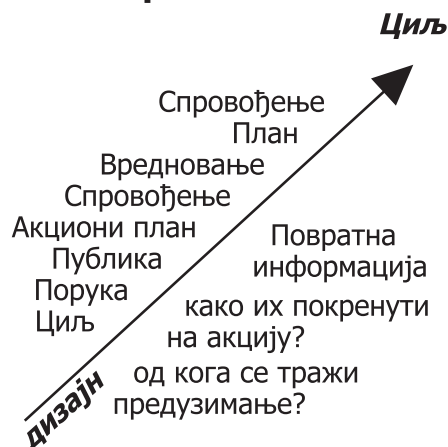 Циљ
Спровођење
План
Вредновање
Спровођење
Акциони план
Публика
Порука
Циљ
Повратна
информација
како их покренути
на акцију?
од кога се тражи
предузимање?
дизајн